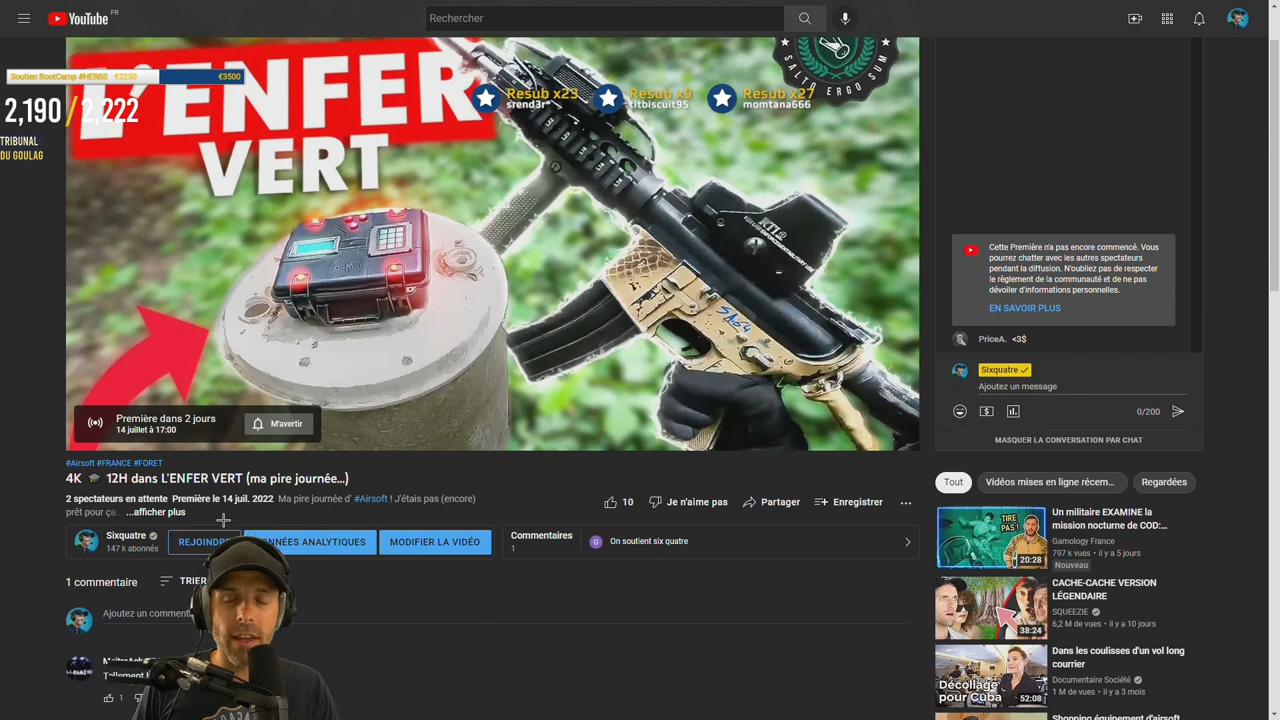 YouTube FR
Rechercher
L'ENFER
VERT
Soutien BootCamp #HER6S €2250 €3500
2,190 / 2,222
TRIBUNAL
DU GOULAG
Resub x23
srend3r
Resub x9
titbiscuit95
Resub x27
momtana666
SALTY ERGO SUM
SA64
Première dans 2 jours
14 juillet à 17:00
M'avertir
#Airsoft #FRANCE #FORET
4K 🎓 12H dans L'ENFER VERT (ma pire journée...)
2 spectateurs en attente Première le 14 juil. 2022 Ma pire journée d' #Airsoft ! J'étais pas (encore)
prêt pour ça. ...afficher plus
10
Je n'aime pas
Partager
Enregistrer
Sixquatre
147 k abonnés
REJOINDRE
DONNÉES ANALYTIQUES
MODIFIER LA VIDÉO
Commentaires
1
G On soutient six quatre
1 commentaire
TRIER
Ajoutez un comment
1
Cette Première n'a pas encore commencé. Vous
pourrez chatter avec les autres spectateurs
pendant la diffusion. N'oubliez pas de respecter
le règlement de la communauté et de ne pas
dévoiler d'informations personnelles.
EN SAVOIR PLUS
PriceA. <3$
Sixquatre
Ajoutez un message
0/200
MASQUER LA CONVERSATION PAR CHAT
Tout
Vidéos mises en ligne récem...
Regardées
TIRE
PAS !
20:28
Un militaire EXAMINE la
mission nocturne de COD:...
Gamology France
797 k vues • il y a 5 jours
Nouveau
38:24
CACHE-CACHE VERSION
LÉGENDAIRE
SQUEEZIE
6,2 M de vues • il y a 10 jours
Décollage
pour Cuba
52:08
Dans les coulisses d'un vol long
courrier
Documentaire Société
1 M de vues • il y a 3 mois
Shopping équipement d'airsoft